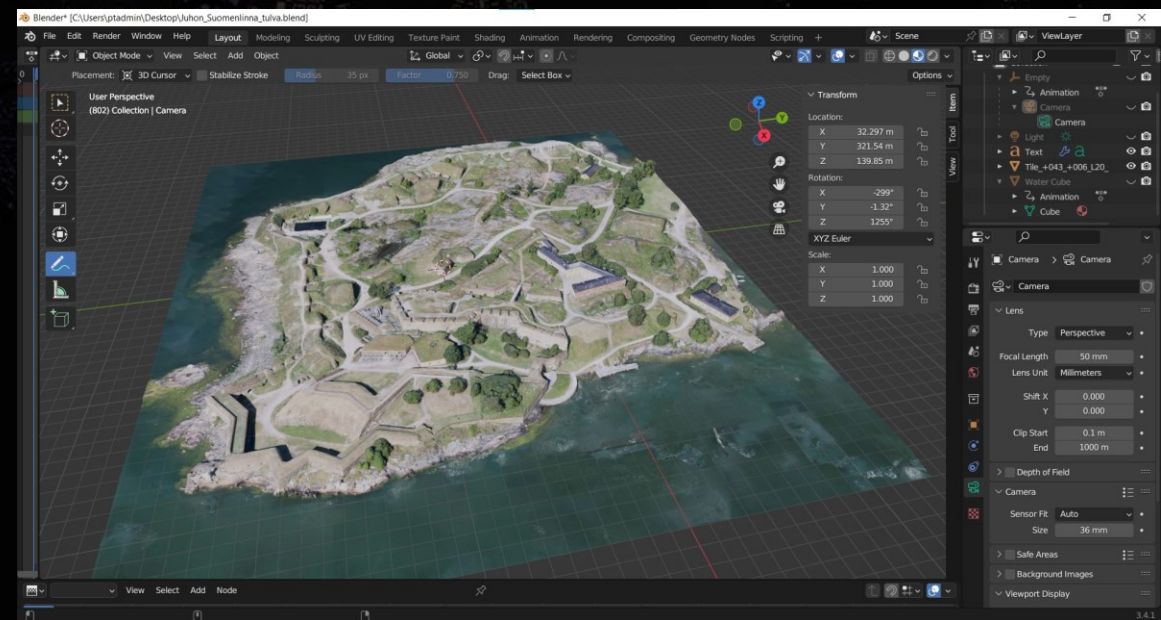 Blender* [C:\Users\ptadmin\Desktop\Juhon_Suomenlinna_tulva.blend]
File Edit Render Window Help Layout Modeling Sculpting UV Editing Texture Paint Shading Animation Rendering Compositing Geometry Nodes Scripting + Scene ViewLayer
Object Mode View Select Add Object Global
Placement: 3D Cursor Stabilize Stroke Radius 35 px Factor 0.750 Drag: Select Box Options
User Perspective
(802) Collection | Camera
Z
Y
X
Transform
Location:
X 32.297 m
Y 321.54 m
Z 139.85 m
Rotation:
X -299°
Y -1.32°
Z 1255°
XYZ Euler
Scale:
X 1.000
Y 1.000
Z 1.000
Item
Tool
View
Empty
Animation
Camera
Camera
Light
Text
Tile_+043_+006_L20_
Water Cube
Animation
Cube
Camera > Camera
Camera
Lens
Type Perspective
Focal Length 50 mm
Lens Unit Millimeters
Shift X 0.000
Y 0.000
Clip Start 0.1 m
End 1000 m
Depth of Field
Camera
Sensor Fit Auto
Size 36 mm
Safe Areas
Background Images
Viewport Display
View Select Add Node
3.4.1